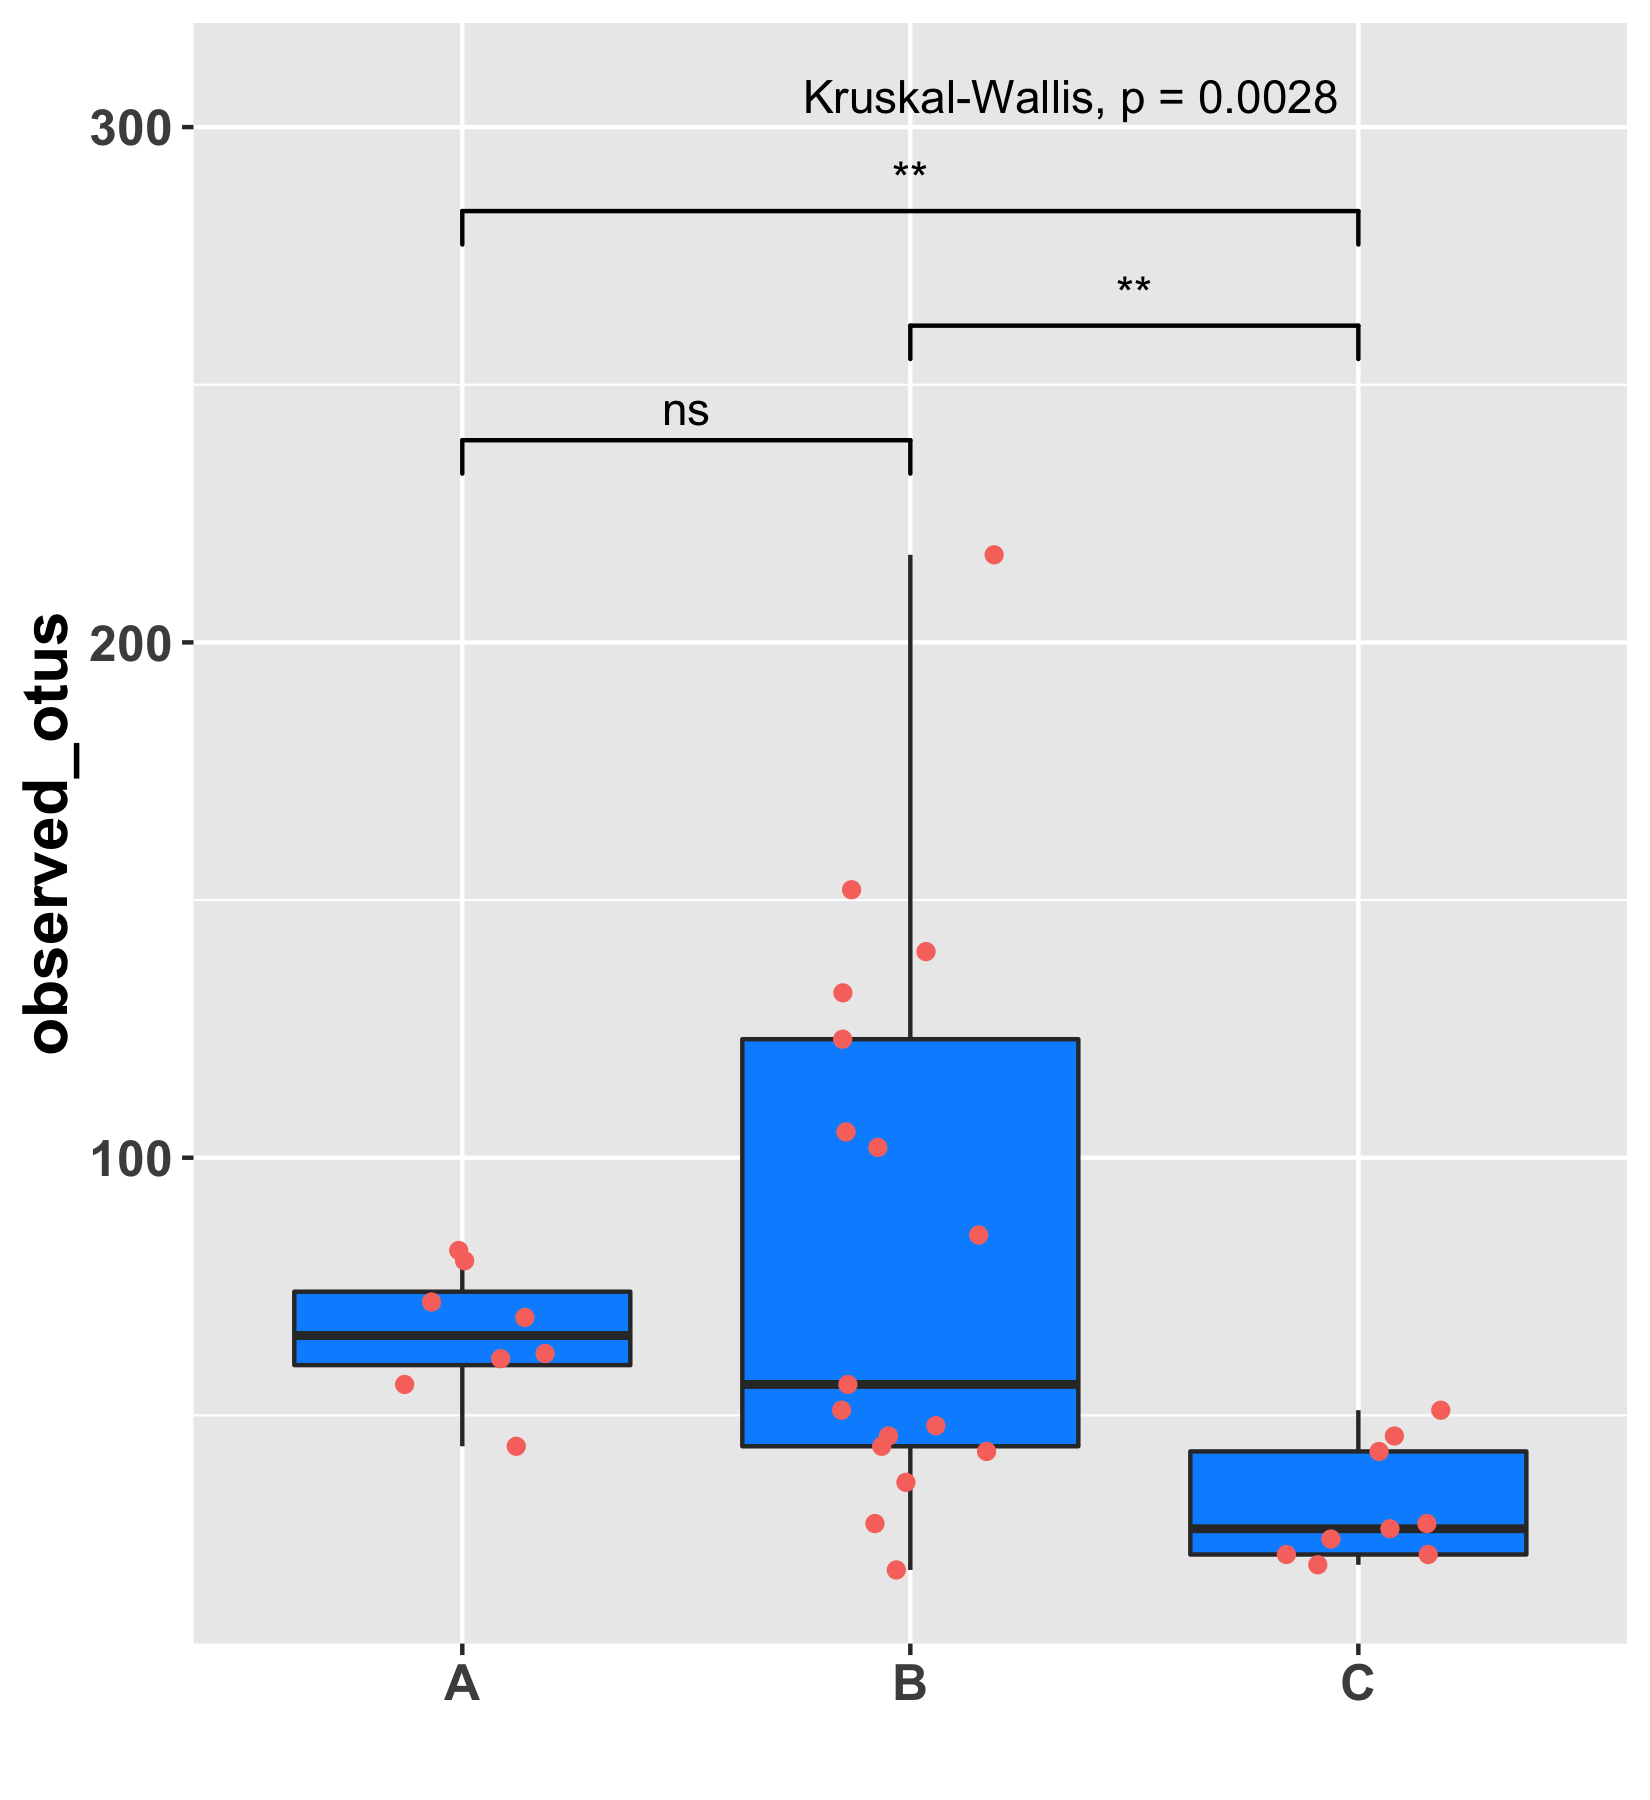 Kruskal-Wallis, p = 0.0028
300
**
**
ns
200
observed_otus
100
A B C